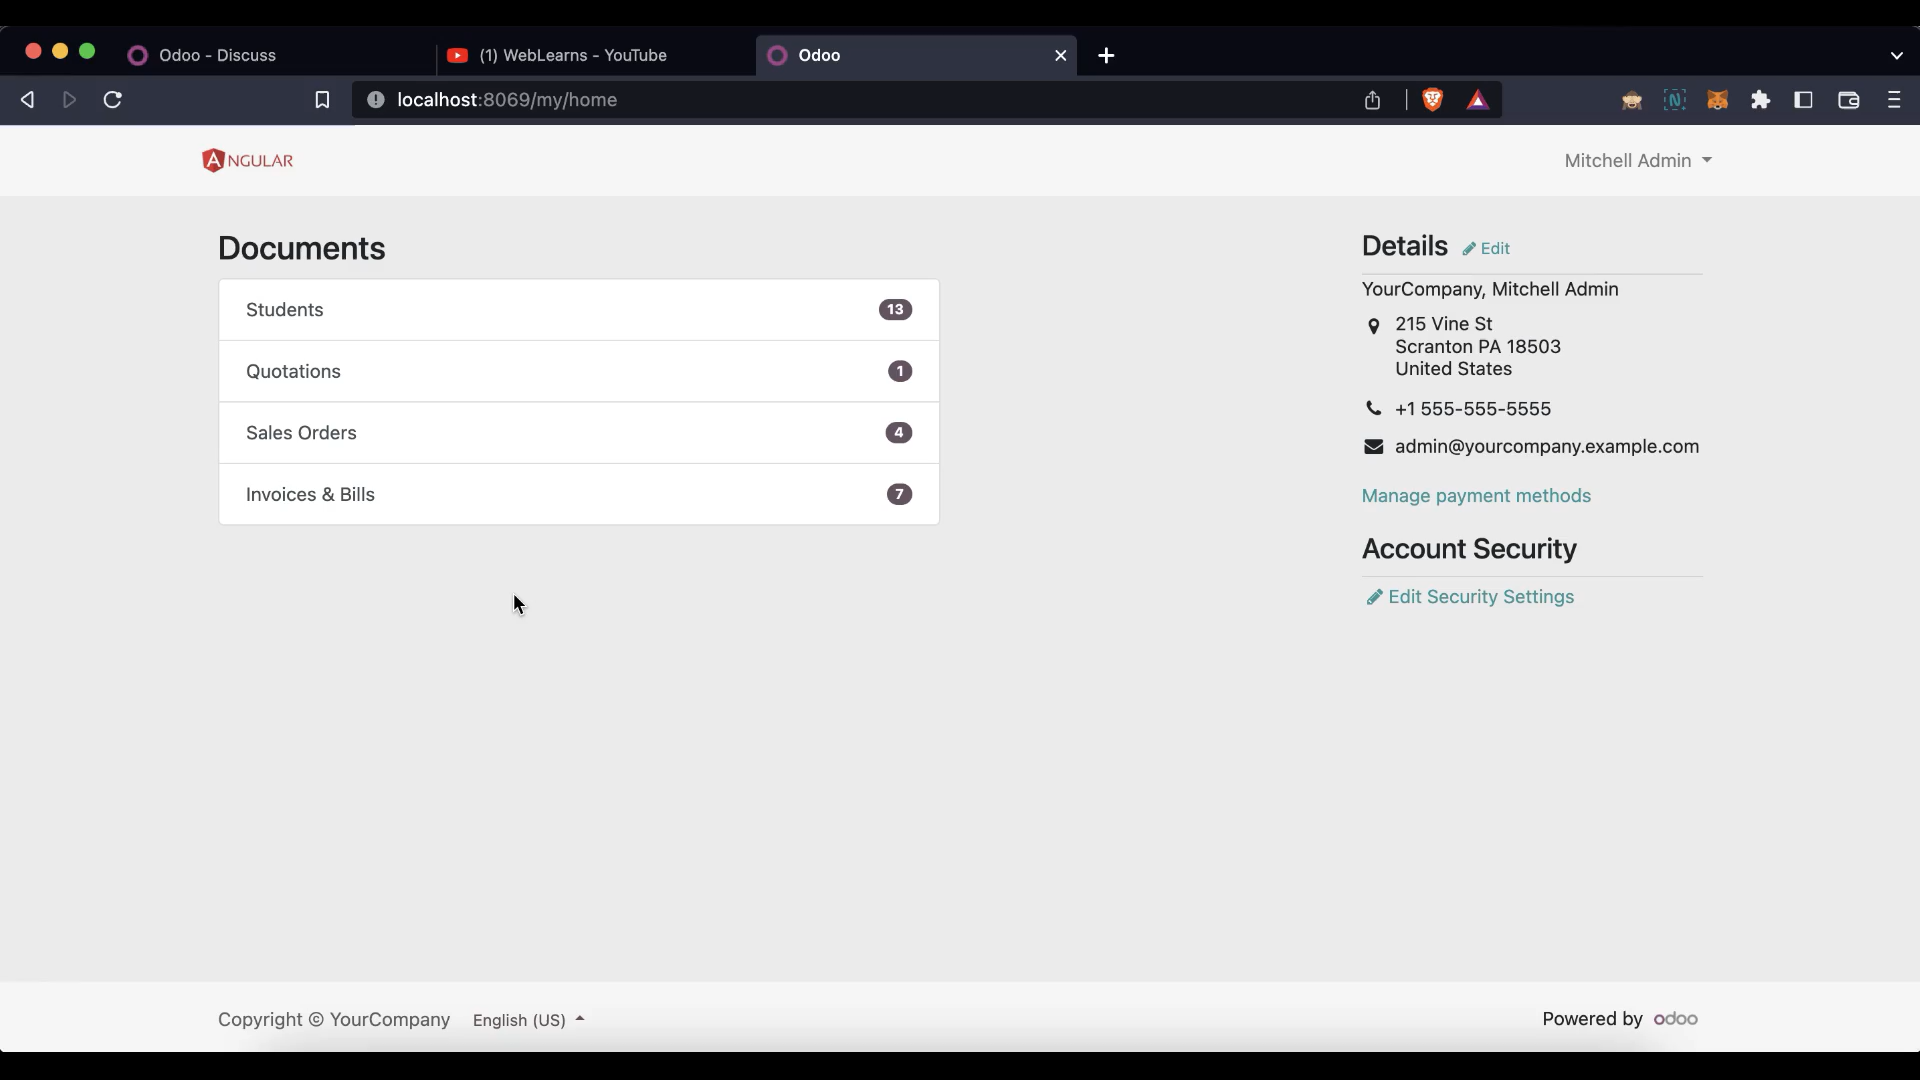 Odoo - Discuss
(1) WebLearns - YouTube
Odoo
localhost:8069/my/home
ANGULAR
Mitchell Admin
Documents
Students 13
Quotations 1
Sales Orders 4
Invoices & Bills 7
Details Edit
YourCompany, Mitchell Admin
215 Vine St
Scranton PA 18503
United States
+1 555-555-5555
admin@yourcompany.example.com
Manage payment methods
Account Security
Edit Security Settings
Copyright © YourCompany English (US)
Powered by odoo